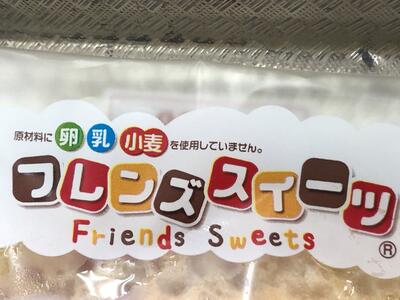 原材料に 卵 乳 小麦 を使用していません。
フレンズスイーツ
Friends Sweets ®